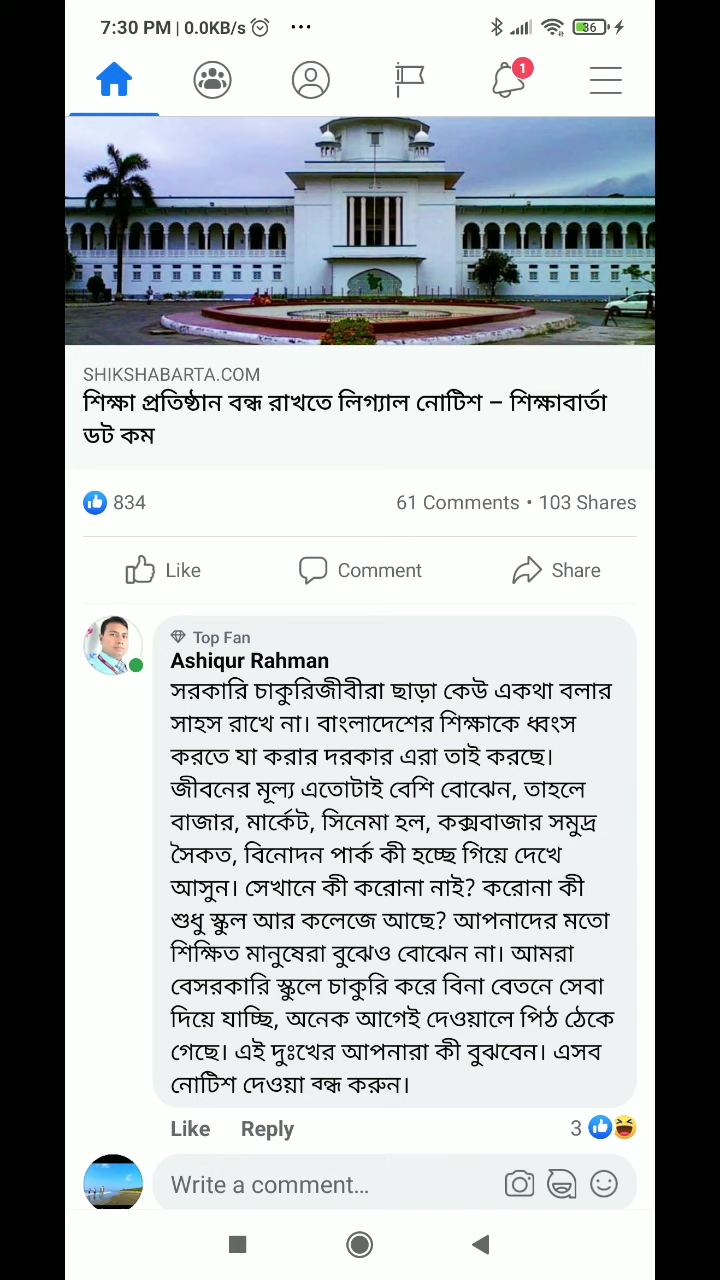 7:30 PM | 0.0KB/s ...
36
1
SHIKSHABARTA.COM
শিক্ষা প্রতিষ্ঠান বন্ধ রাখতে লিগ্যাল নোটিশ – শিক্ষাবার্তা
ডট কম
834
61 Comments • 103 Shares
Like
Comment
Share
Top Fan
Ashiqur Rahman
সরকারি চাকুরিজীবীরা ছাড়া কেউ একথা বলার
সাহস রাখে না। বাংলাদেশের শিক্ষাকে ধ্বংস
করতে যা করার দরকার এরা তাই করছে।
জীবনের মূল্য এতোটাই বেশি বোঝেন, তাহলে
বাজার, মার্কেট, সিনেমা হল, কক্সবাজার সমুদ্র
সৈকত, বিনোদন পার্ক কী হচ্ছে গিয়ে দেখে
আসুন। সেখানে কী করোনা নাই? করোনা কী
শুধু স্কুল আর কলেজে আছে? আপনাদের মতো
শিক্ষিত মানুষেরা বুঝেও বোঝেন না। আমরা
বেসরকারি স্কুলে চাকুরি করে বিনা বেতনে সেবা
দিয়ে যাচ্ছি, অনেক আগেই দেওয়ালে পিঠ ঠেকে
গেছে। এই দুঃখের আপনারা কী বুঝবেন। এসব
নোটিশ দেওয়া বন্ধ করুন।
Like Reply
3
Write a comment...